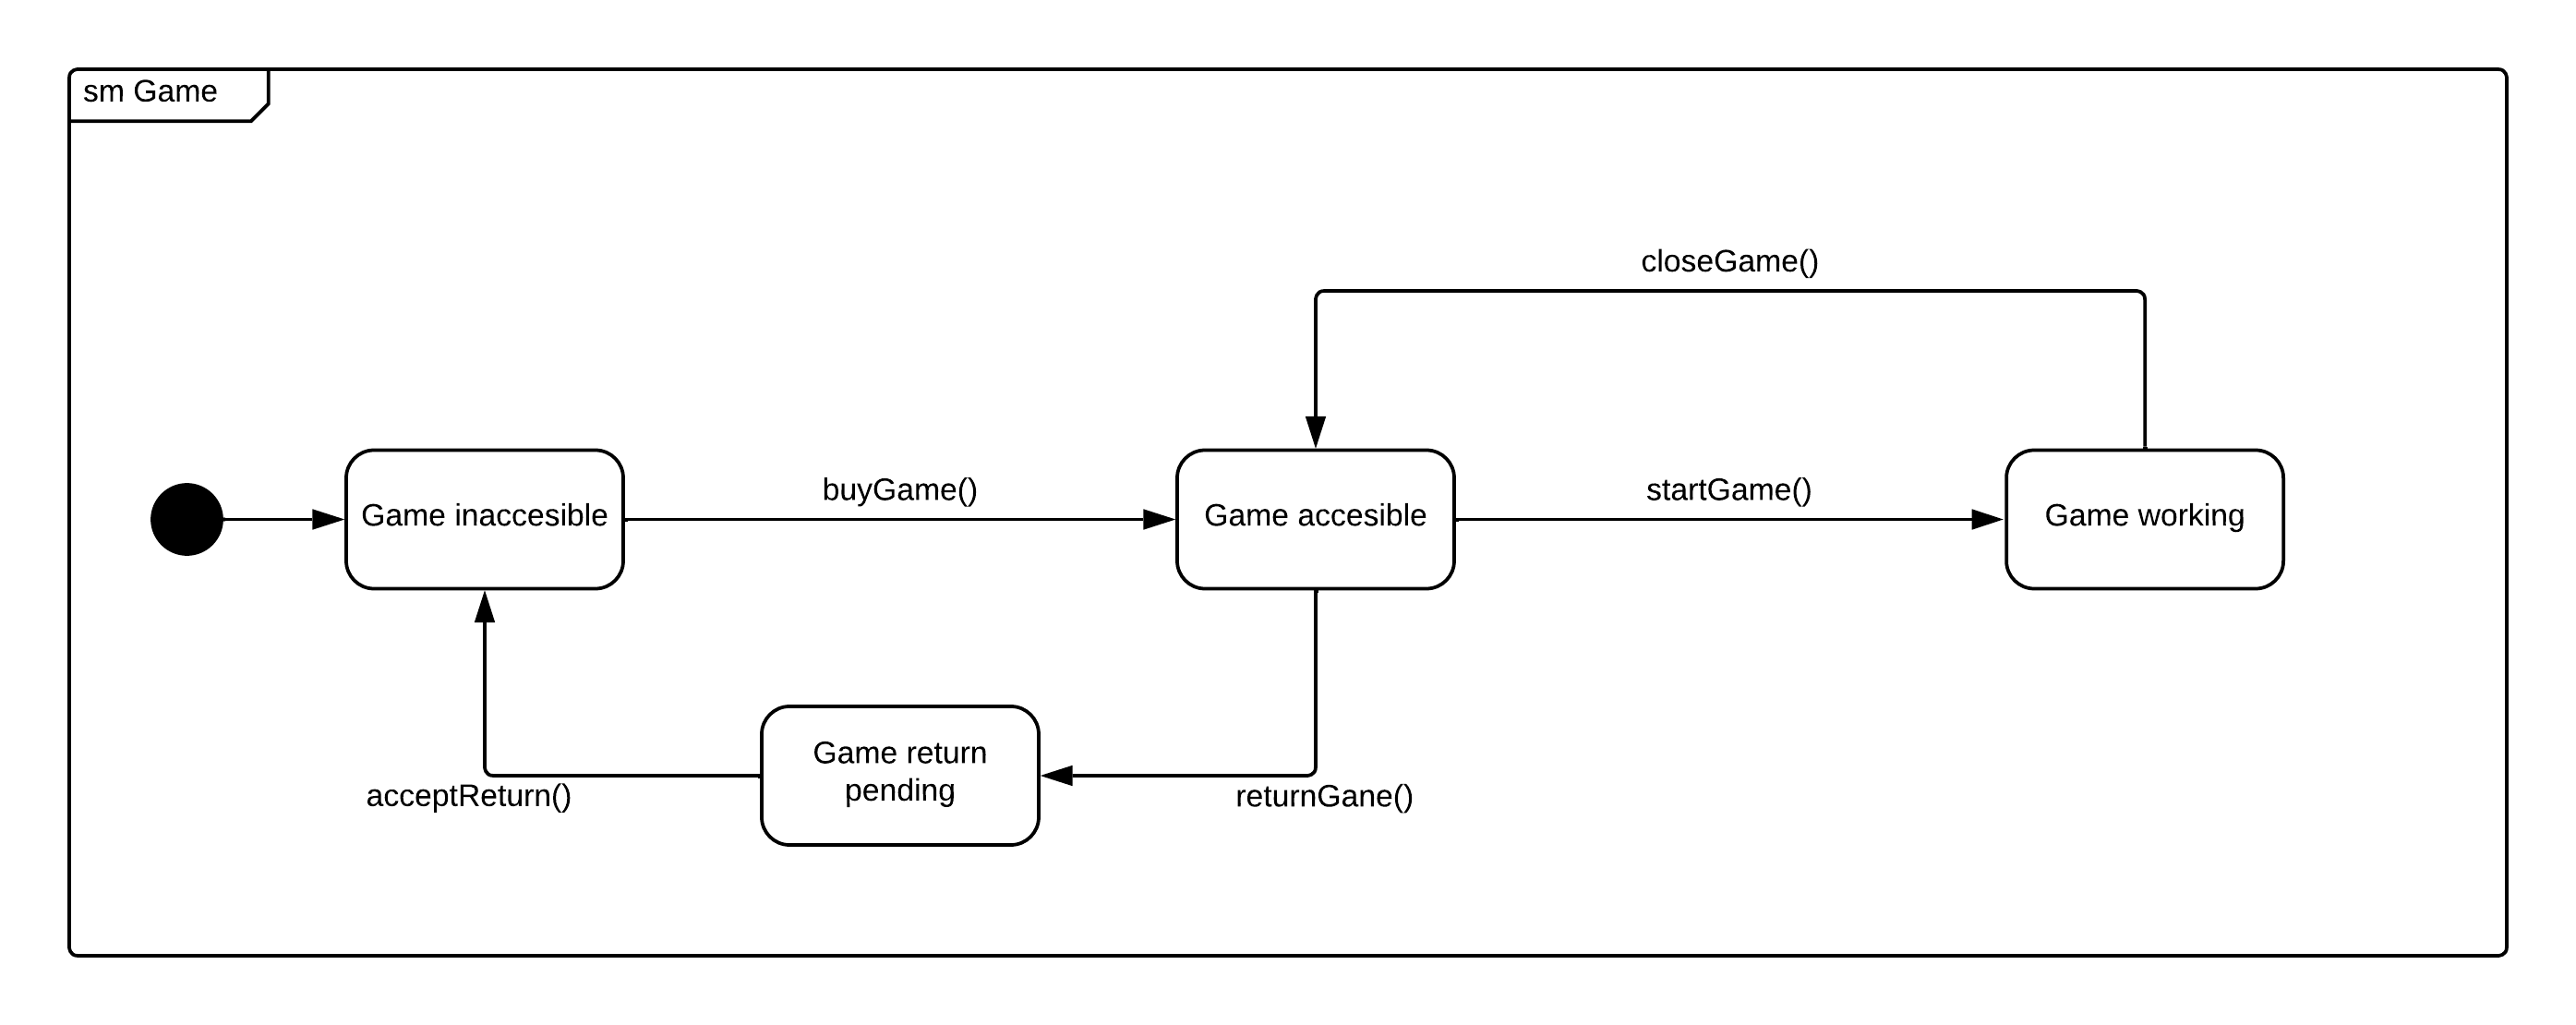 sm Game
closeGame()
buyGame()
startGame()
Game inaccesible
Game accesible
Game working
Game return
pending
acceptReturn()
returnGane()